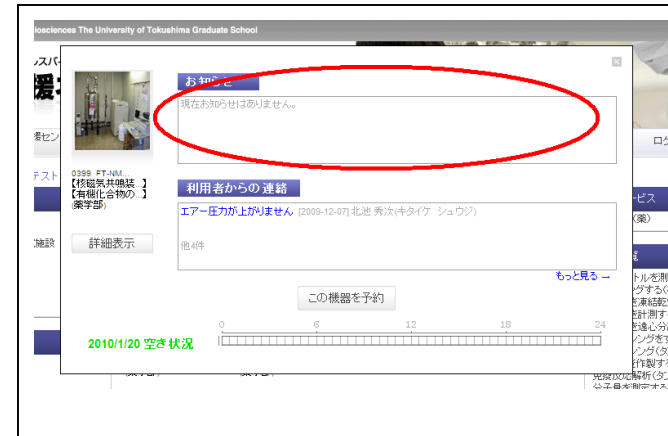 iosciences The University of Tokushima Graduate School
お知らせ
現在お知らせはありません。
0399 FT-NM...
【核磁気共鳴装...】
【有機化合物の...】
(薬学部)
詳細表示
利用者からの連絡
エアー圧力が上がりません [2009-12-07] 北池 秀次(キタイケ シュウジ)
他4件
もっと見る →
この機器を予約
0 6 12 18 24
2010/1/20 空き状況
援センタ
テスト
施設
ログ
ービス
(薬)